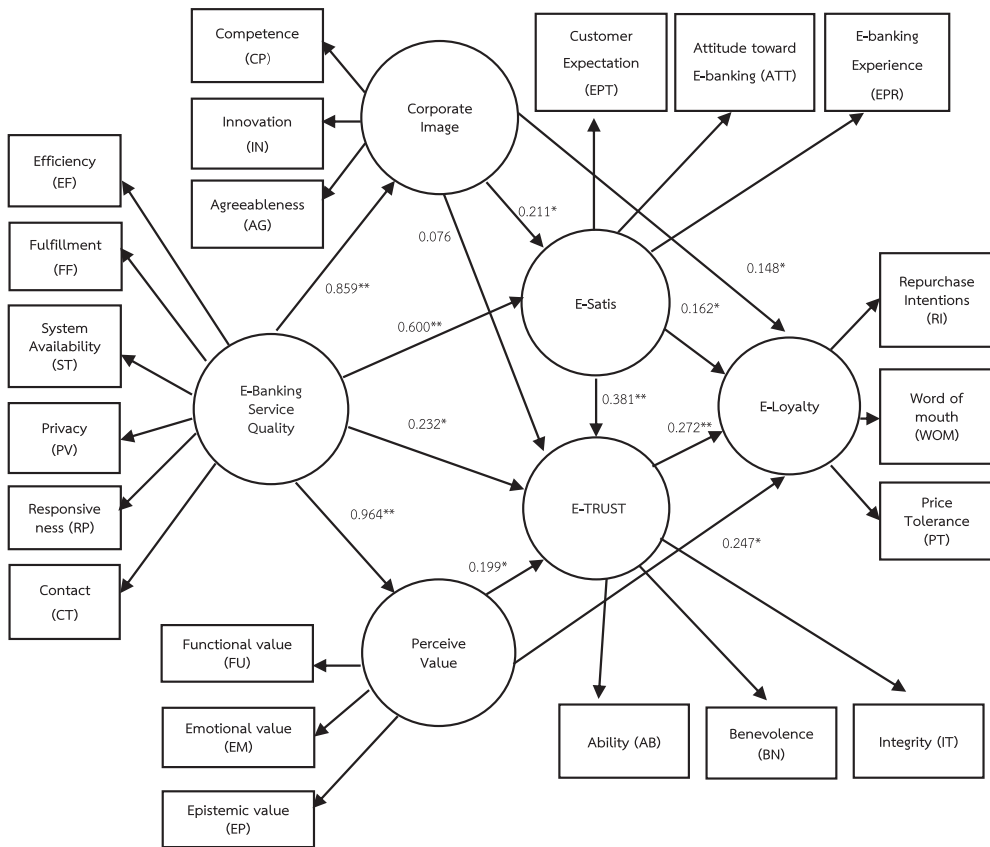 Competence
(CP)
Innovation
(IN)
Agreeableness
(AG)
Corporate
Image
Customer
Expectation
(EPT)
Attitude toward
E-banking (ATT)
E-banking
Experience
(EPR)
Efficiency
(EF)
Fulfillment
(FF)
System
Availability
(ST)
Privacy
(PV)
Responsive
ness (RP)
Contact
(CT)
0.859**
0.076
0.211*
0.148*
0.600**
E-Satis
0.162*
Repurchase
Intentions
(RI)
E-Banking
Service
Quality
0.232*
0.381**
0.272**
E-Loyalty
Word of
mouth
(WOM)
Price
Tolerance
(PT)
0.964**
E-TRUST
0.199*
0.247*
Functional value
(FU)
Emotional value
(EM)
Epistemic value
(EP)
Perceive
Value
Ability (AB)
Benevolence
(BN)
Integrity (IT)